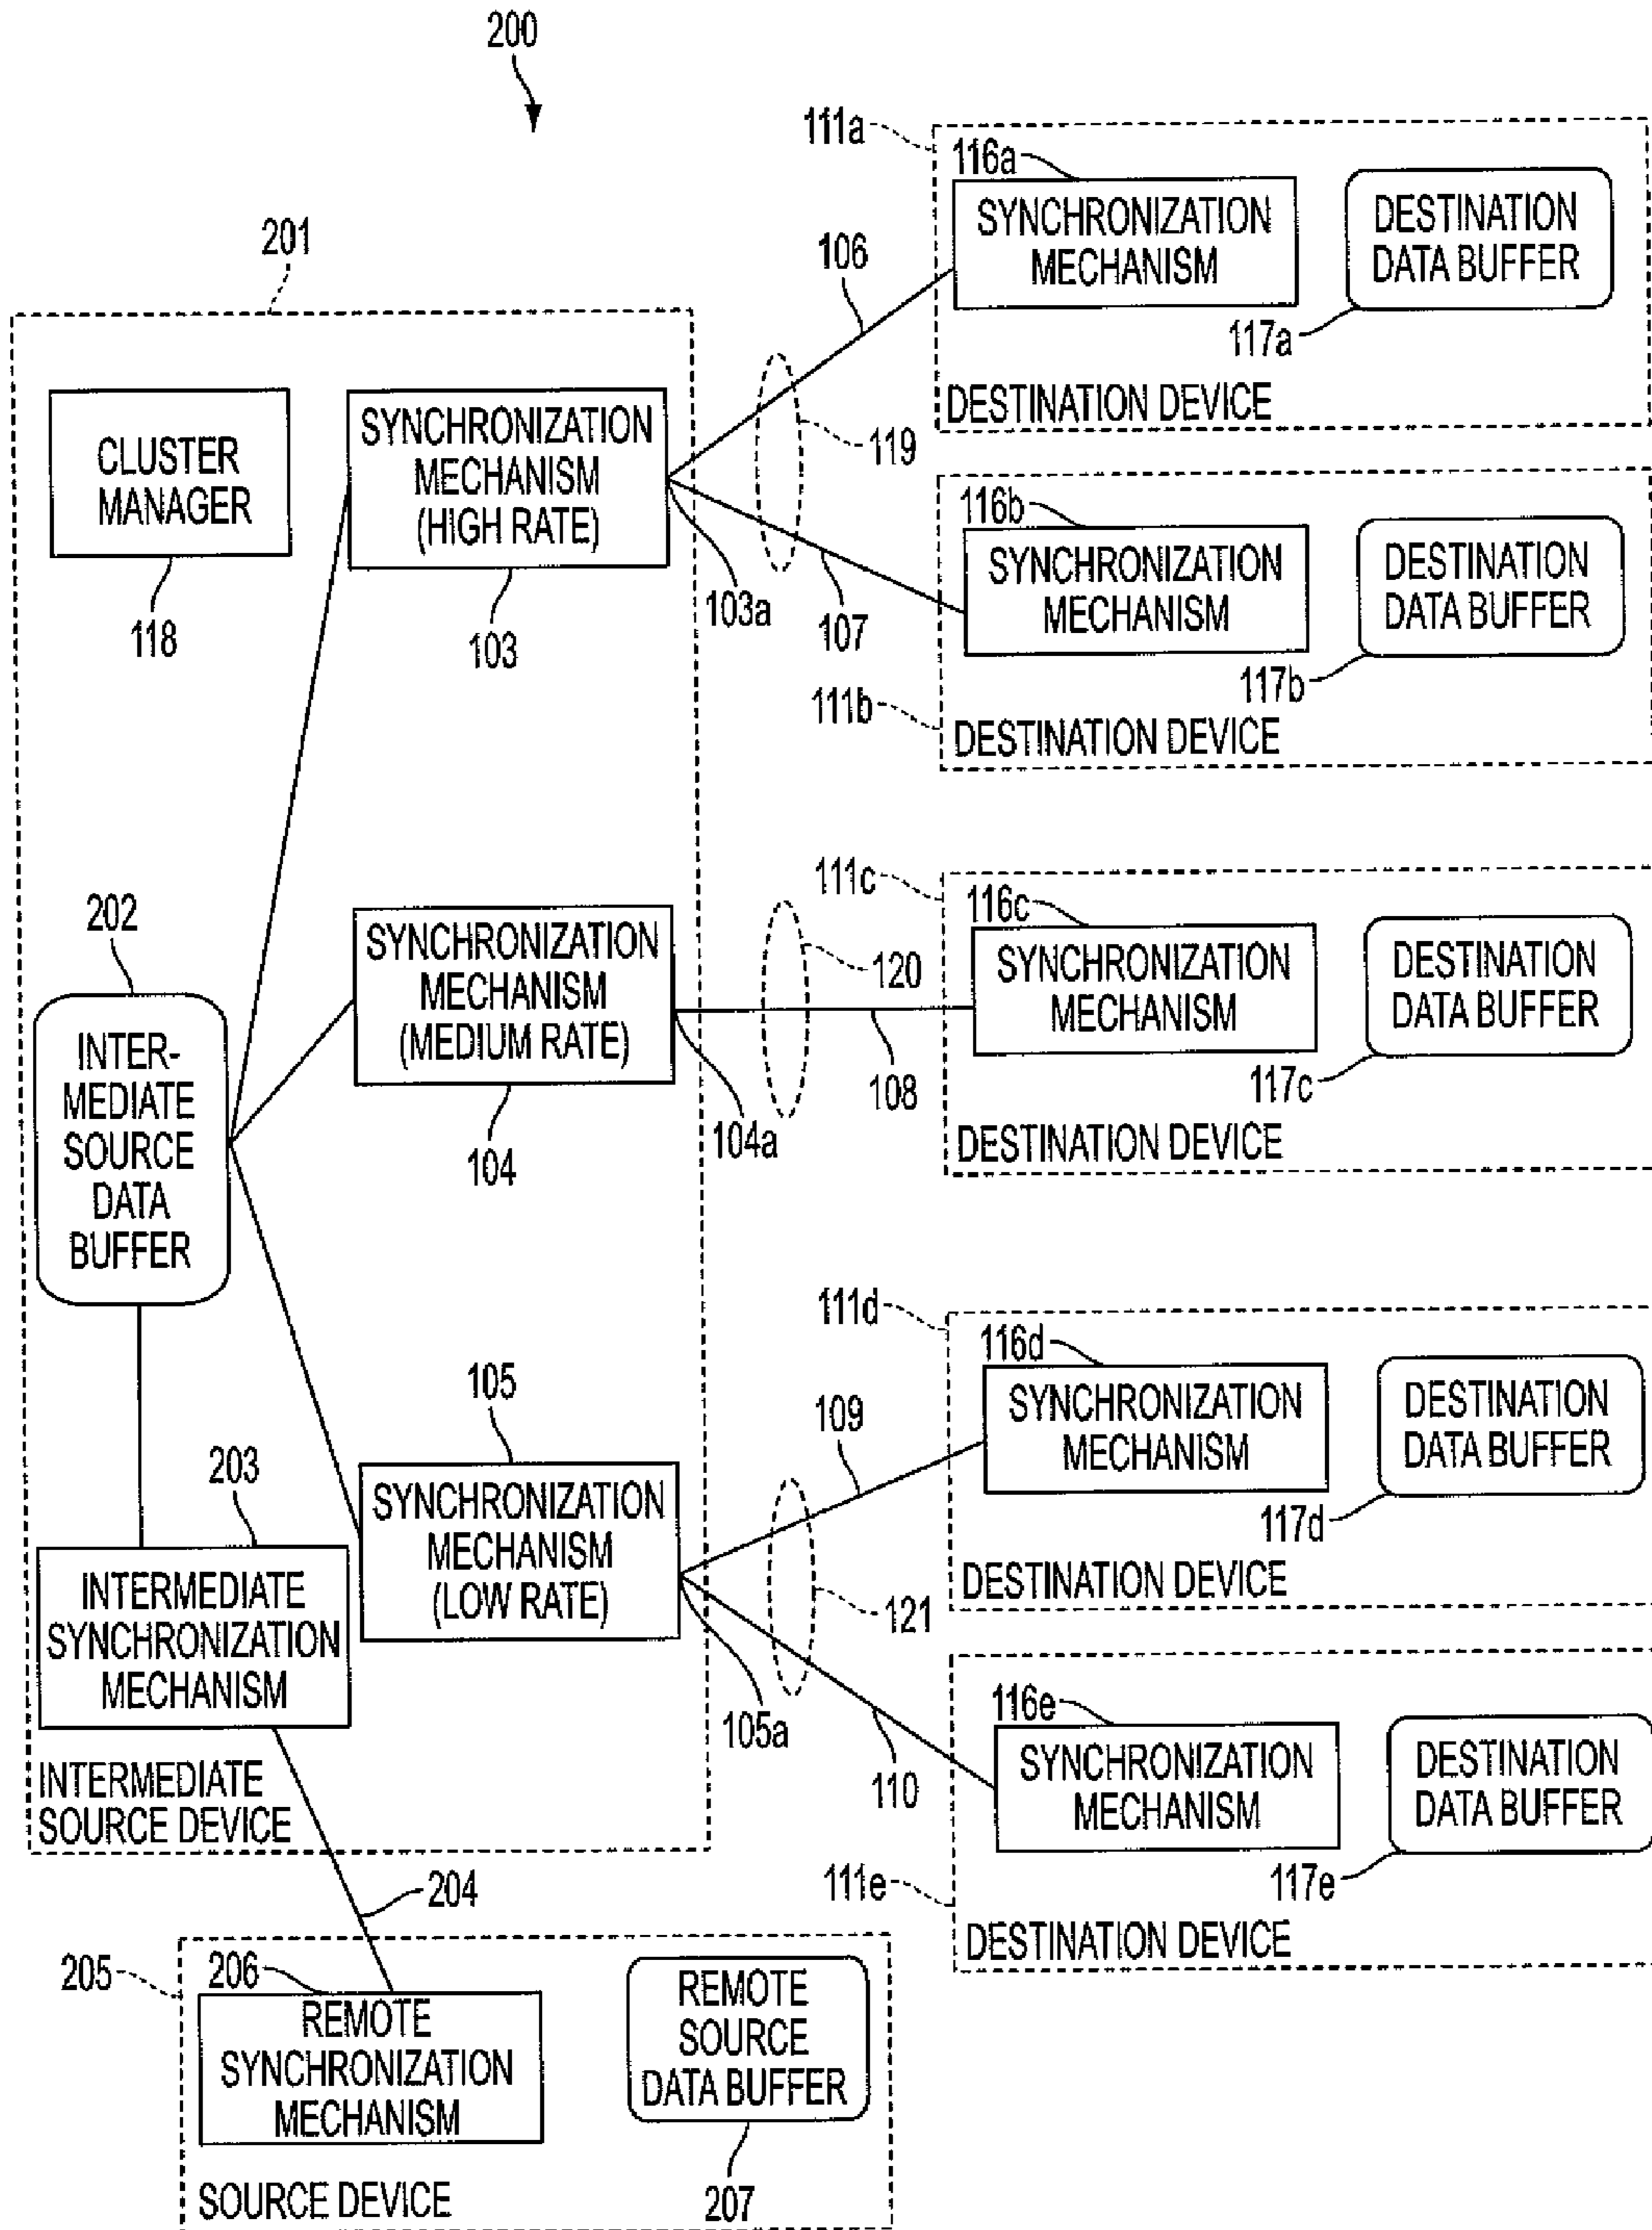 200
201
CLUSTER
MANAGER
118
SYNCHRONIZATION
MECHANISM
(HIGH RATE)
103
103a
106
107
119
111a
116a
SYNCHRONIZATION
MECHANISM
DESTINATION
DATA BUFFER
117a
DESTINATION DEVICE
116b
SYNCHRONIZATION
MECHANISM
DESTINATION
DATA BUFFER
117b
111b
DESTINATION DEVICE
202
INTER-
MEDIATE
SOURCE
DATA
BUFFER
SYNCHRONIZATION
MECHANISM
(MEDIUM RATE)
104
104a
120
108
111c
116c
SYNCHRONIZATION
MECHANISM
DESTINATION
DATA BUFFER
117c
DESTINATION DEVICE
203
INTERMEDIATE
SYNCHRONIZATION
MECHANISM
105
SYNCHRONIZATION
MECHANISM
(LOW RATE)
105a
109
121
110
111d
116d
SYNCHRONIZATION
MECHANISM
DESTINATION
DATA BUFFER
117d
DESTINATION DEVICE
116e
SYNCHRONIZATION
MECHANISM
DESTINATION
DATA BUFFER
117e
111e
DESTINATION DEVICE
INTERMEDIATE
SOURCE DEVICE
204
205
206
REMOTE
SYNCHRONIZATION
MECHANISM
REMOTE
SOURCE
DATA BUFFER
207
SOURCE DEVICE